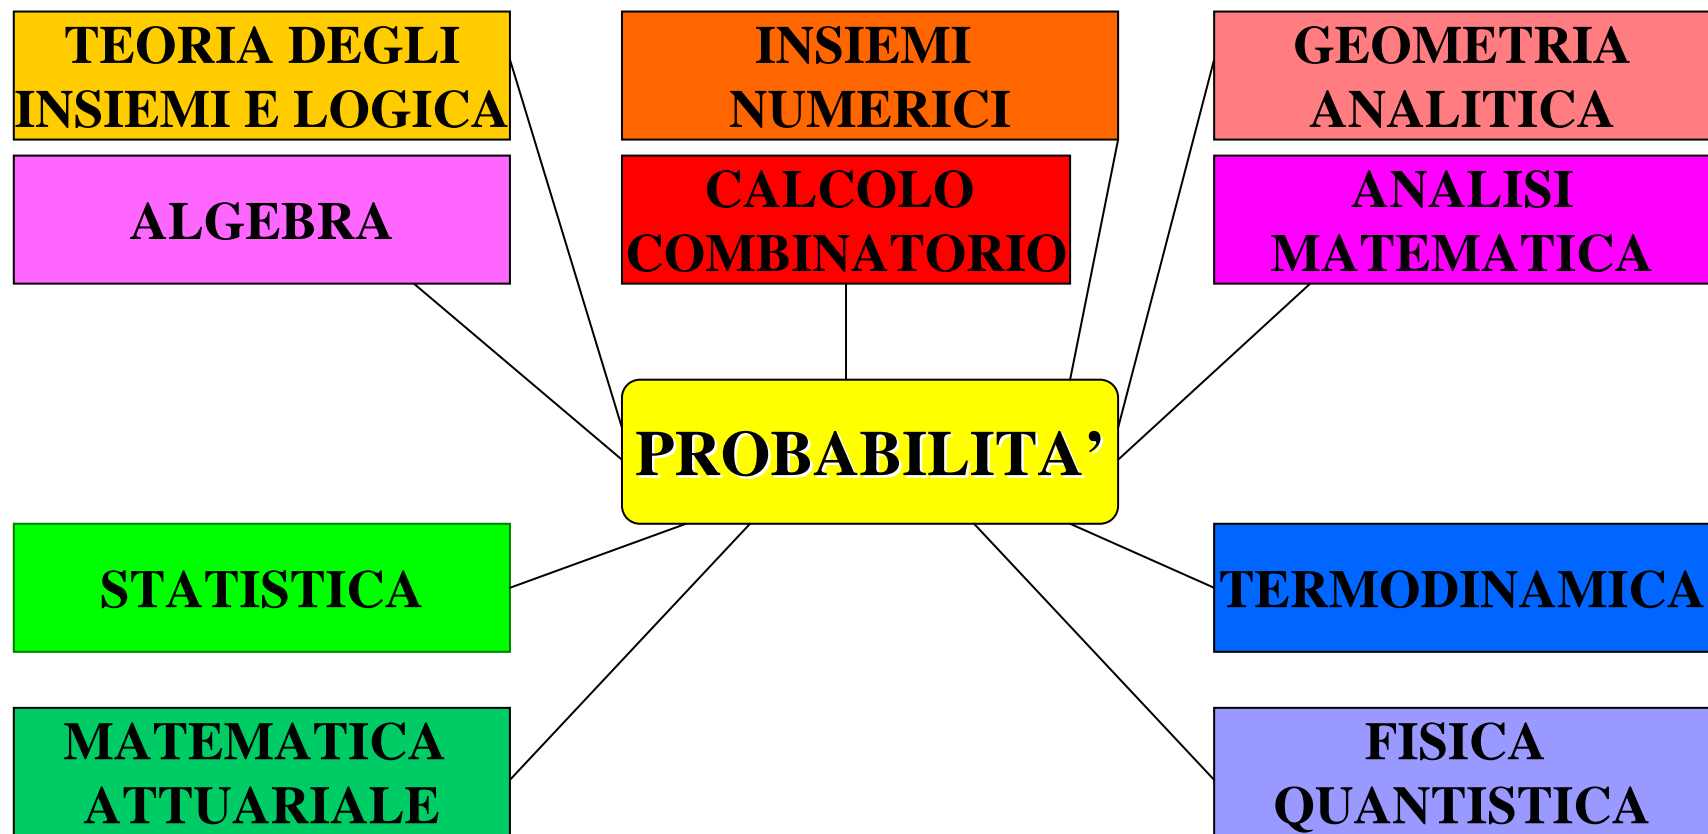 TEORIA DEGLI
INSIEMI E LOGICA
INSIEMI
NUMERICI
GEOMETRIA
ANALITICA
ALGEBRA
CALCOLO
COMBINATORIO
ANALISI
MATEMATICA
PROBABILITA’
STATISTICA
TERMODINAMICA
MATEMATICA
ATTUARIALE
FISICA
QUANTISTICA